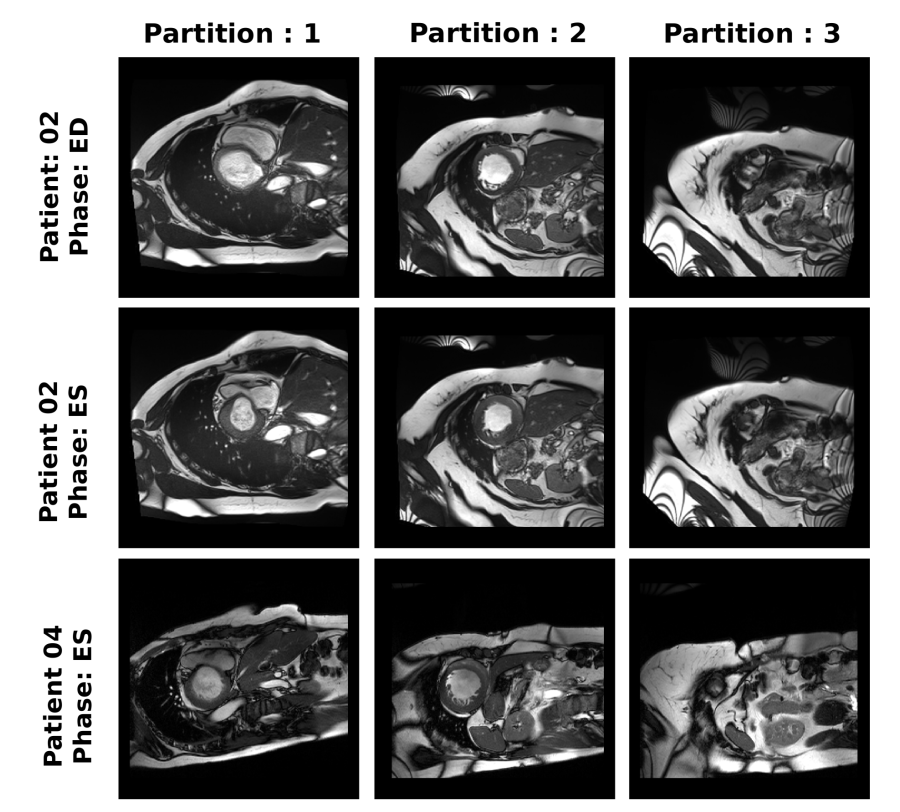 Partition : 1
Partition : 2
Partition : 3
Patient: 02
Phase: ED
Patient 02
Phase: ES
Patient 04
Phase: ES